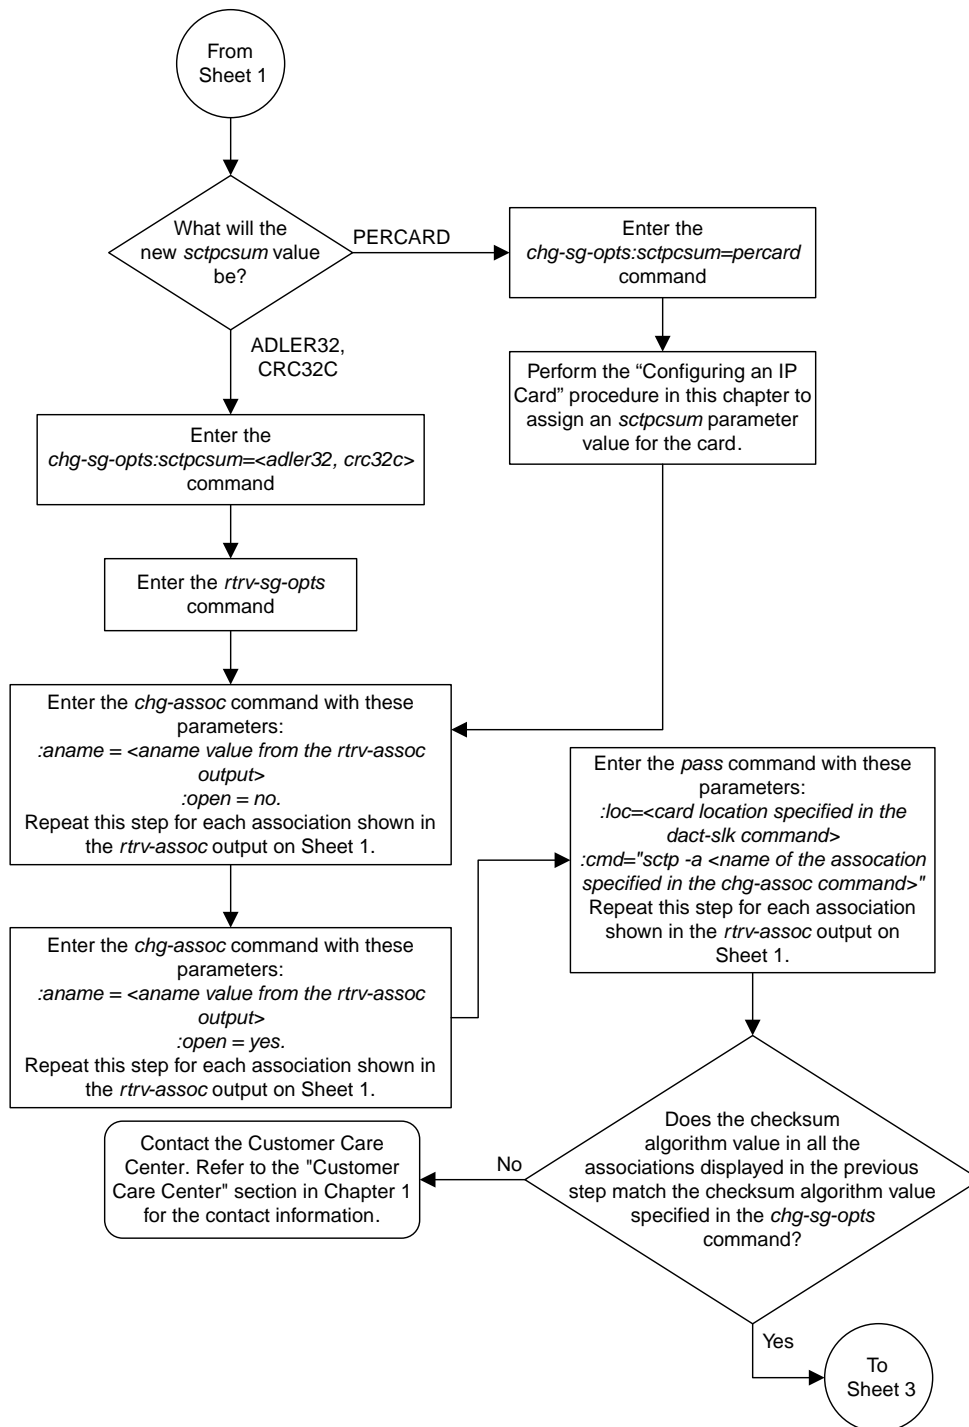 From
Sheet 1
What will the
new sctpcsum value
be?
PERCARD
Enter the
chg-sg-opts:sctpcsum=percard
command
ADLER32,
CRC32C
Perform the “Configuring an IP
Card” procedure in this chapter to
assign an sctpcsum parameter
value for the card.
Enter the
chg-sg-opts:sctpcsum=<adler32, crc32c>
command
Enter the rtrv-sg-opts
command
Enter the chg-assoc command with these
parameters:
:aname = <aname value from the rtrv-assoc
output>
:open = no.
Repeat this step for each association shown in
the rtrv-assoc output on Sheet 1.
Enter the chg-assoc command with these
parameters:
:aname = <aname value from the rtrv-assoc
output>
:open = yes.
Repeat this step for each association shown in
the rtrv-assoc output on Sheet 1.
Enter the pass command with these
parameters:
:loc=<card location specified in the
dact-slk command>
:cmd="sctp -a <name of the assocation
specified in the chg-assoc command>"
Repeat this step for each association
shown in the rtrv-assoc output on
Sheet 1.
Does the checksum
algorithm value in all the
associations displayed in the previous
step match the checksum algorithm value
specified in the chg-sg-opts
command?
No
Contact the Customer Care
Center. Refer to the "Customer
Care Center" section in Chapter 1
for the contact information.
Yes
To
Sheet 3